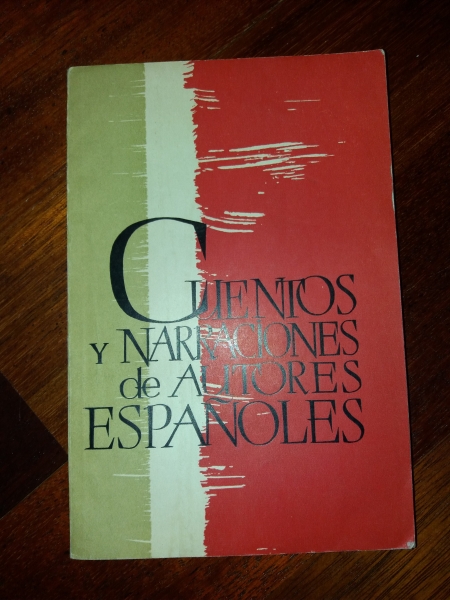 CUENTOS
Y NARRACIONES
de AUTORES
ESPAÑOLES